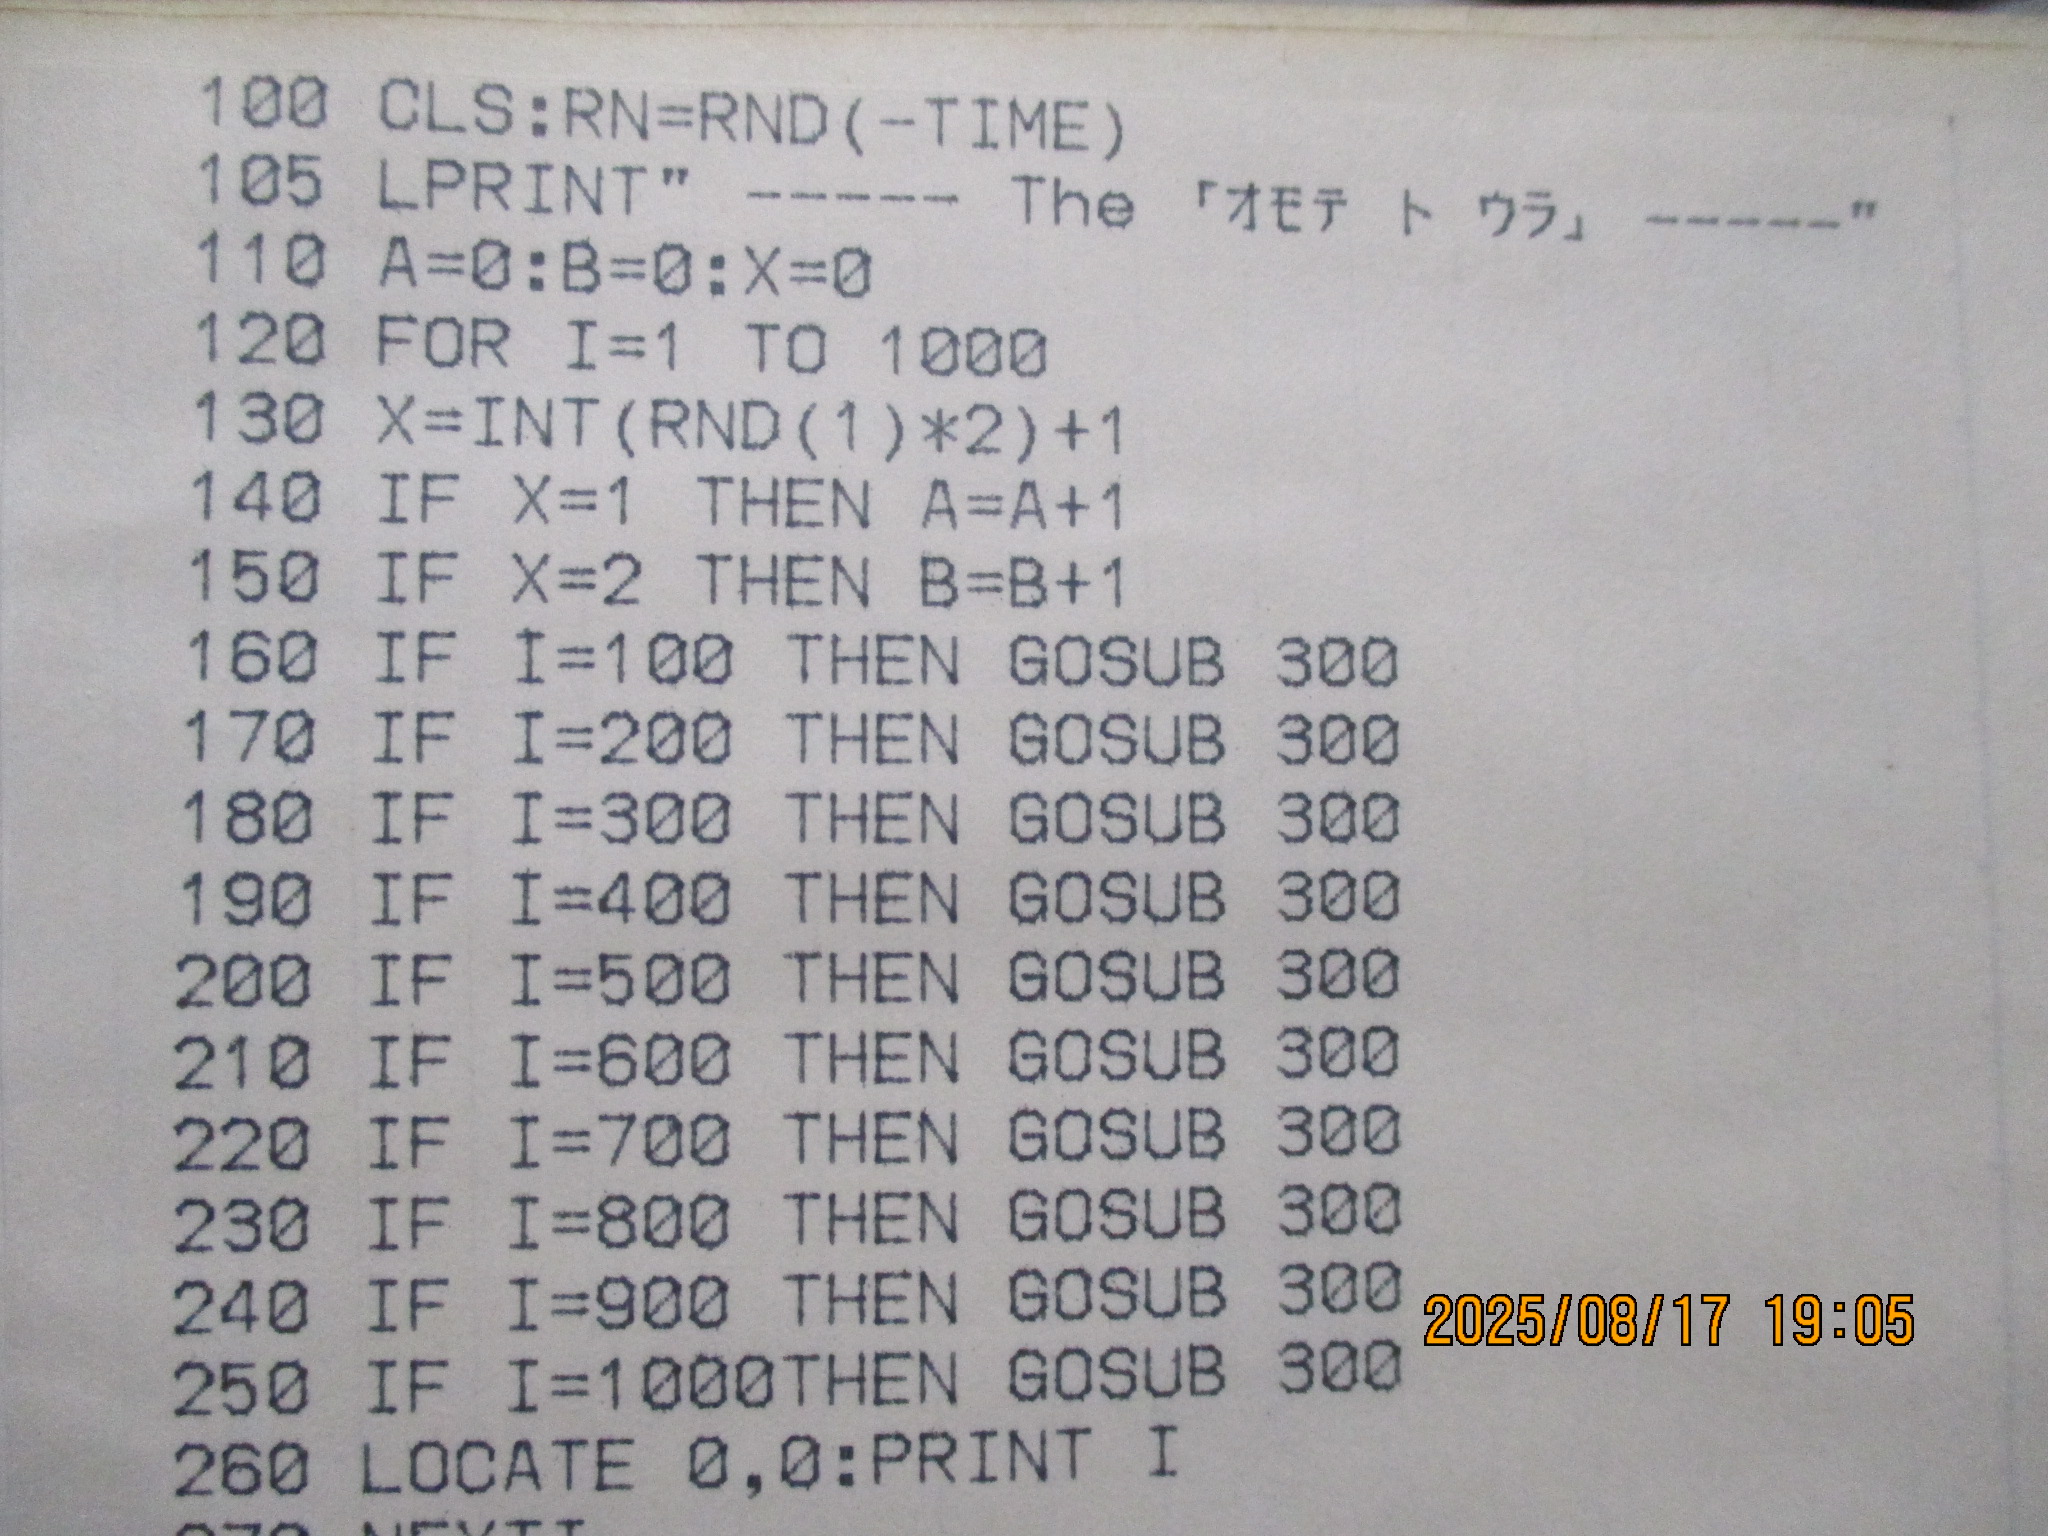 100 CLS:RN=RND(-TIME)
105 LPRINT" ----- The 「オモテ ト ウラ」 -----"
110 A=0:B=0:X=0
120 FOR I=1 TO 1000
130 X=INT(RND(1)*2)+1
140 IF X=1 THEN A=A+1
150 IF X=2 THEN B=B+1
160 IF I=100 THEN GOSUB 300
170 IF I=200 THEN GOSUB 300
180 IF I=300 THEN GOSUB 300
190 IF I=400 THEN GOSUB 300
200 IF I=500 THEN GOSUB 300
210 IF I=600 THEN GOSUB 300
220 IF I=700 THEN GOSUB 300
230 IF I=800 THEN GOSUB 300
240 IF I=900 THEN GOSUB 300
2025/08/17 19:05
250 IF I=1000THEN GOSUB 300
260 LOCATE 0,0:PRINT I